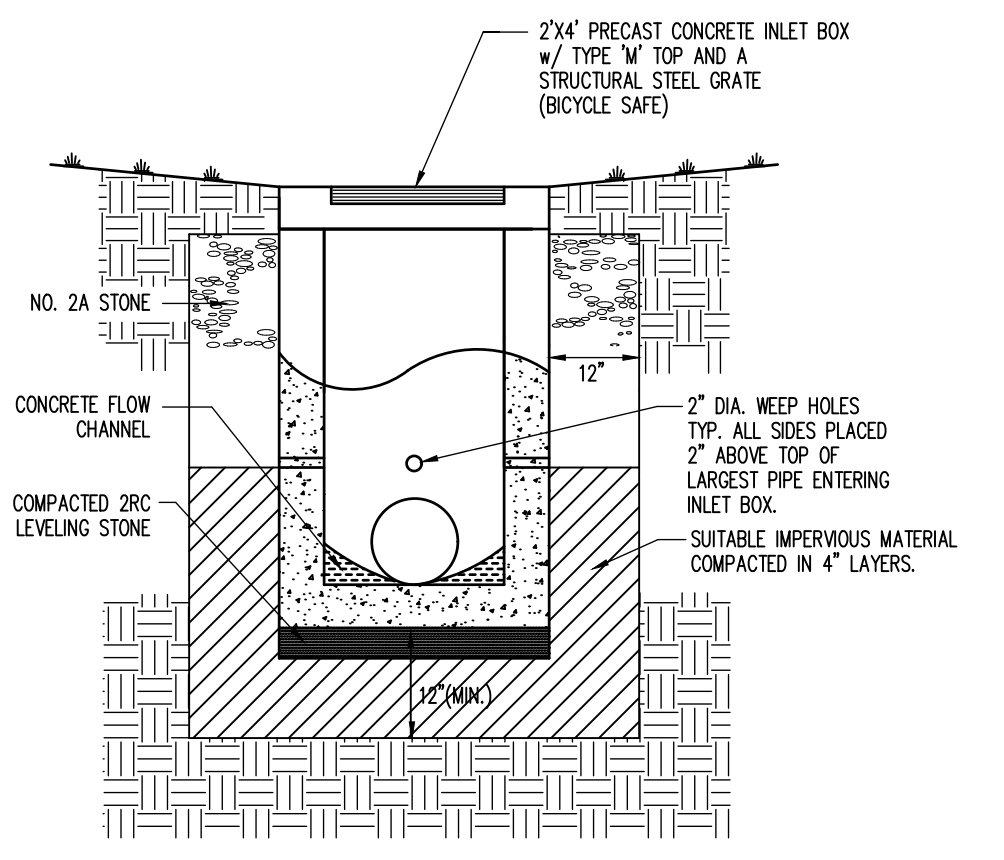 2'X4' PRECAST CONCRETE INLET BOX
w/ TYPE 'M' TOP AND A
STRUCTURAL STEEL GRATE
(BICYCLE SAFE)
NO. 2A STONE
12"
CONCRETE FLOW
CHANNEL
2" DIA. WEEP HOLES
TYP. ALL SIDES PLACED
2" ABOVE TOP OF
LARGEST PIPE ENTERING
INLET BOX.
COMPACTED 2RC
LEVELING STONE
SUITABLE IMPERVIOUS MATERIAL
COMPACTED IN 4" LAYERS.
12"(MIN.)